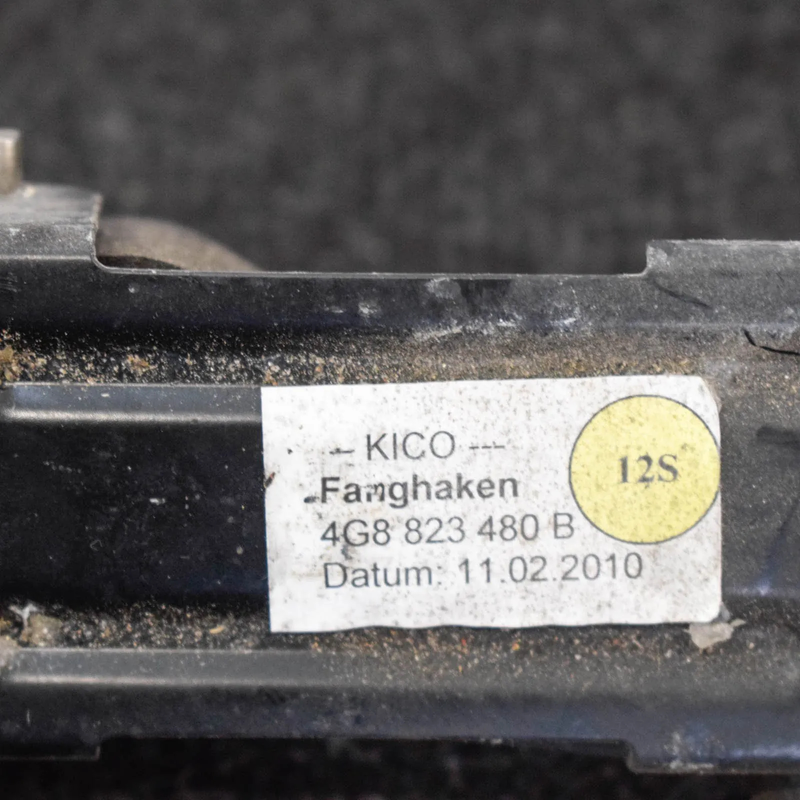 – KICO ---
Fanghaken
4G8 823 480 B
Datum: 11.02.2010
12S